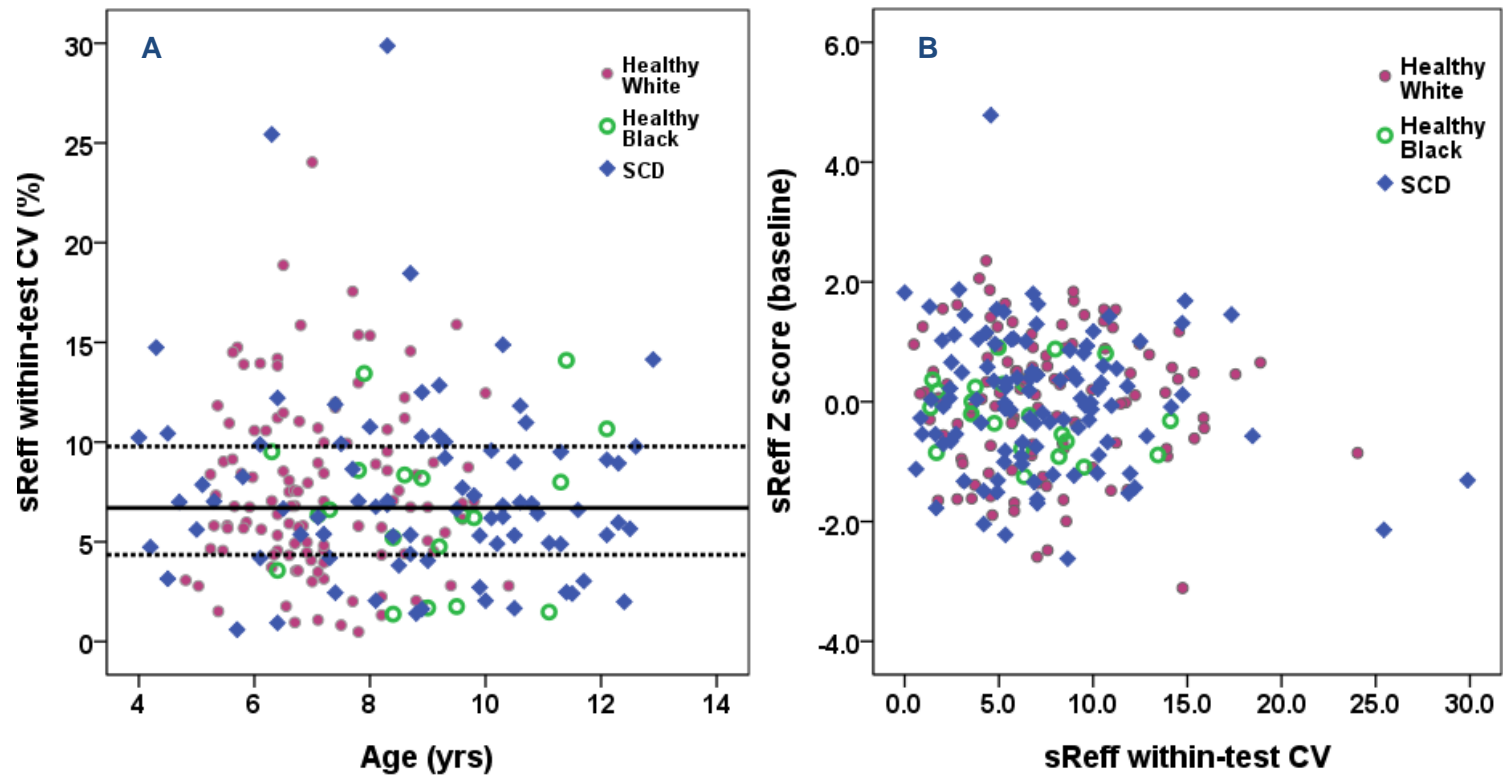 A
30
25
20
15
10
5
0
sReff within-test CV (%)
4 6 8 10 12 14
Age (yrs)
Healthy
White
Healthy
Black
SCD
B
6.0
4.0
2.0
0.0
-2.0
-4.0
sReff Z score (baseline)
0.0 5.0 10.0 15.0 20.0 25.0 30.0
sReff within-test CV
Healthy
White
Healthy
Black
SCD